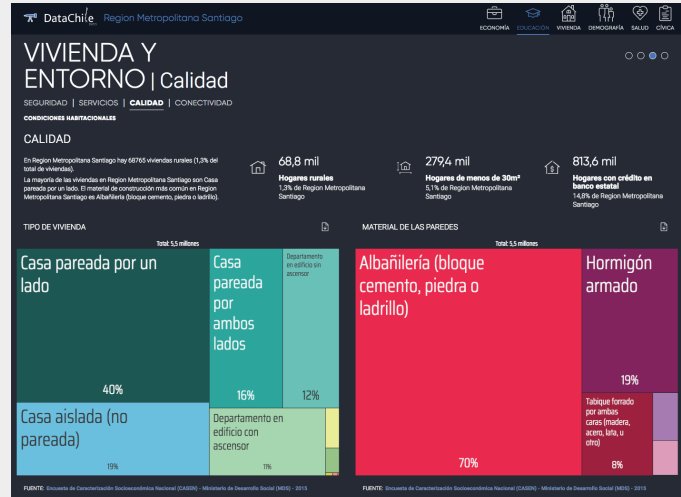 DataChile Region Metropolitana Santiago
ECONOMÍA EDUCACIÓN VIVIENDA DEMOGRAFÍA SALUD CÍVICA
VIVIENDA Y
ENTORNO | Calidad
SEGURIDAD | SERVICIOS | CALIDAD | CONECTIVIDAD
CONDICIONES HABITACIONALES
CALIDAD
En Region Metropolitana Santiago hay 68765 viviendas rurales (1,3% del
total de viviendas).
La mayoría de las viviendas en Region Metropolitana Santiago son Casa
pareada por un lado. El material de construcción más común en Region
Metropolitana Santiago es Albañilería (bloque cemento, piedra o ladrillo).
68,8 mil
Hogares rurales
1,3% de Region Metropolitana
Santiago
279,4 mil
Hogares de menos de 30m²
5,1% de Region Metropolitana
Santiago
813,6 mil
Hogares con crédito en
banco estatal
14,8% de Region Metropolitana
Santiago
TIPO DE VIVIENDA
Total: 5,5 millones
Casa pareada por un
lado
40%
Casa
pareada
por
ambos
lados
16%
Departamento
en edificio sin
ascensor
12%
Casa aislada (no
pareada)
19%
Departamento en
edificio con
ascensor
11%
FUENTE: Encuesta de Caracterización Socioeconómica Nacional (CASEN) - Ministerio de Desarrollo Social (MDS) - 2015
MATERIAL DE LAS PAREDES
Total: 5,5 millones
Albañilería (bloque
cemento, piedra o
ladrillo)
70%
Hormigón
armado
19%
Tabique forrado
por ambas
caras (madera,
acero, lata, u
otro)
8%
FUENTE: Encuesta de Caracterización Socioeconómica Nacional (CASEN) - Ministerio de Desarrollo Social (MDS) - 2015